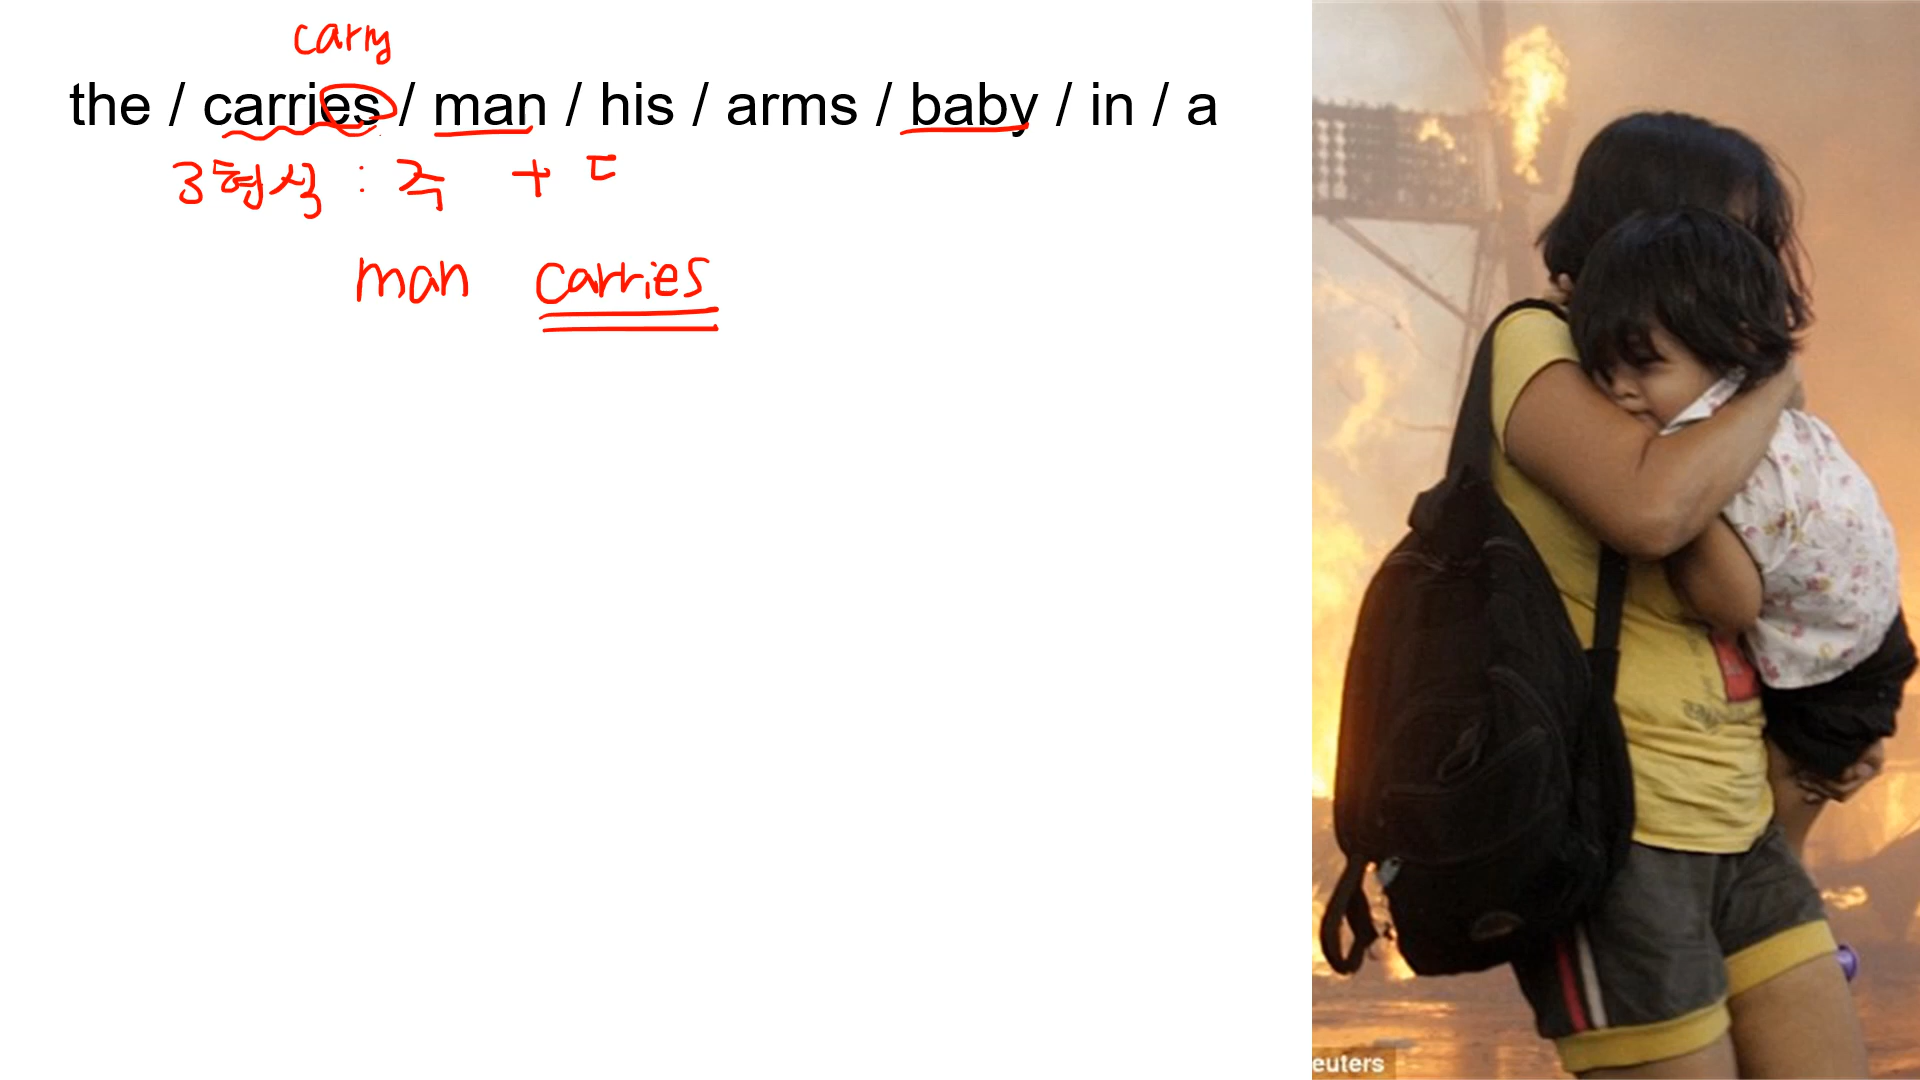 carry
the / carries / man / his / arms / baby / in / a
3형식 : 주 + ㄷ
man carries
euters